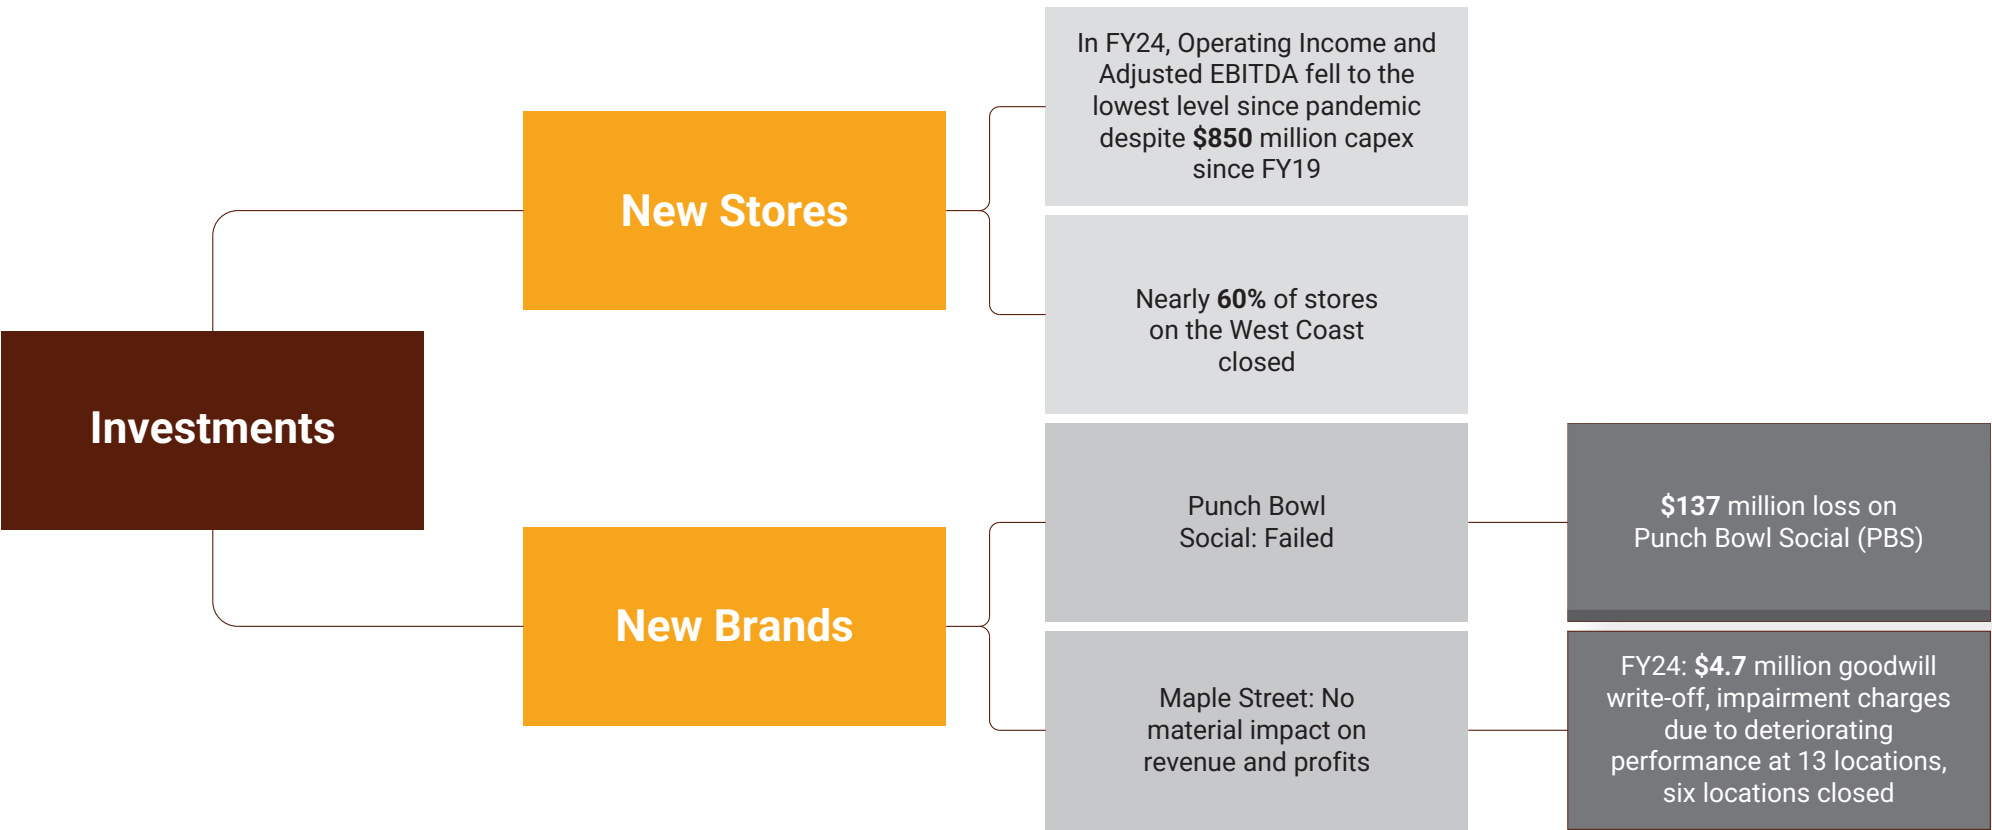 Investments
New Stores
In FY24, Operating Income and
Adjusted EBITDA fell to the
lowest level since pandemic
despite $850 million capex
since FY19
Nearly 60% of stores
on the West Coast
closed
New Brands
Punch Bowl
Social: Failed
$137 million loss on
Punch Bowl Social (PBS)
Maple Street: No
material impact on
revenue and profits
FY24: $4.7 million goodwill
write-off, impairment charges
due to deteriorating
performance at 13 locations,
six locations closed